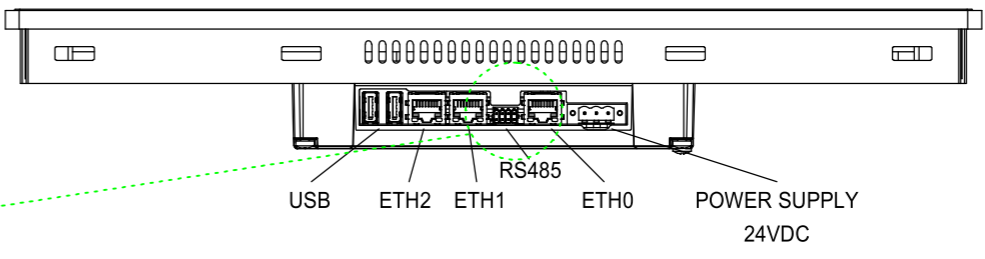 RS485
USB
ETH2
ETH1
ETH0
POWER SUPPLY
24VDC